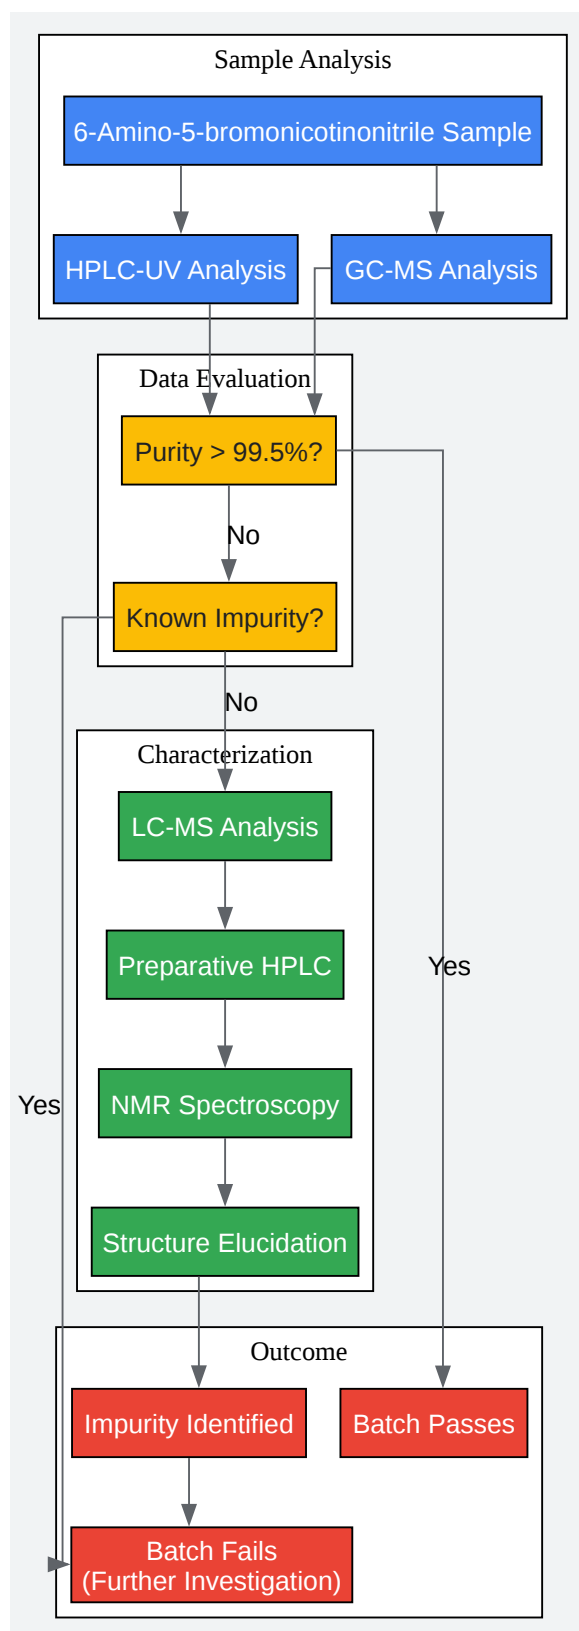 Sample Analysis
6-Amino-5-bromonicotinonitrile Sample
HPLC-UV Analysis
GC-MS Analysis
Data Evaluation
Purity > 99.5%?
No
Known Impurity?
No
Characterization
LC-MS Analysis
Preparative HPLC
Yes
NMR Spectroscopy
Yes
Structure Elucidation
Outcome
Impurity Identified
Batch Passes
Batch Fails
(Further Investigation)